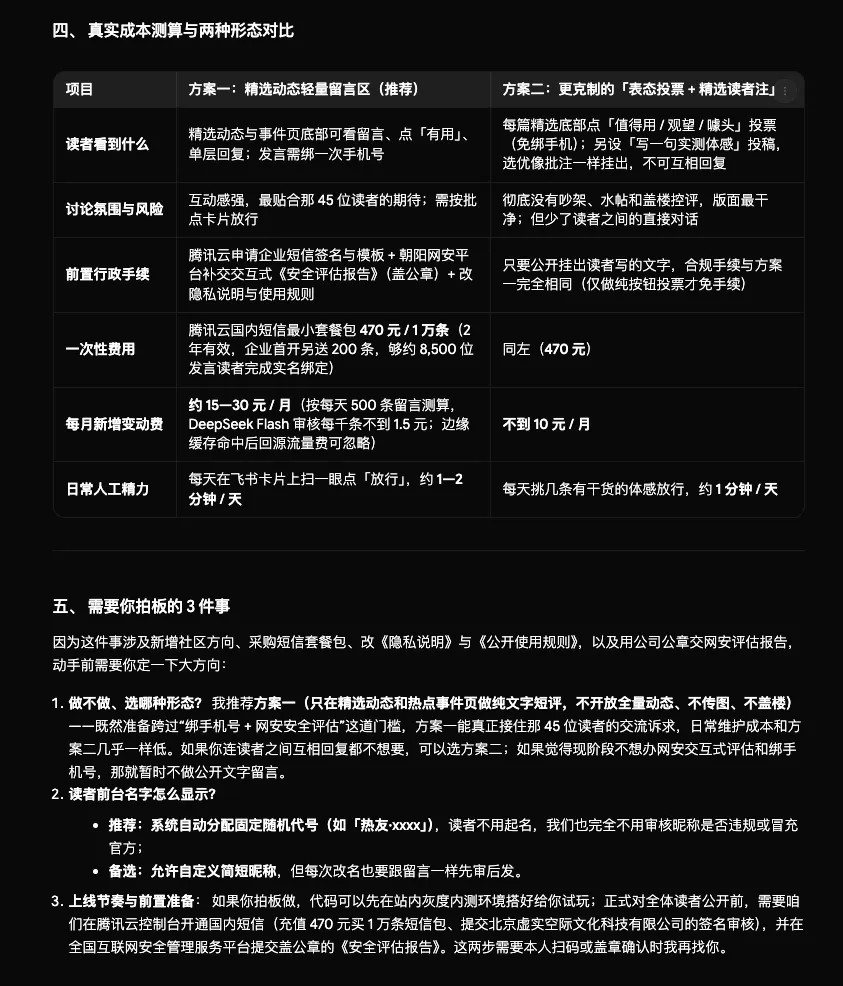 四、 真实成本测算与两种形态对比
项目
方案一：精选动态轻量留言区（推荐）
方案二：更克制的「表态投票 + 精选读者注」
读者看到什么
精选动态与事件页底部可看留言、点「有用」、
单层回复；发言需绑一次手机号
每篇精选底部点「值得用 / 观望 / 噱头」投票
（免绑手机）；另设「写一句实测体感」投稿，
选优像批注一样挂出，不可互相回复
讨论氛围与风险
互动感强，最贴合那 45 位读者的期待；需按批
点卡片放行
彻底没有吵架、水帖和盖楼控评，版面最干
净；但少了读者之间的直接对话
前置行政手续
腾讯云申请企业短信签名与模板 + 朝阳网安平
台补交交互式《安全评估报告》（盖公章）+ 改
隐私说明与使用规则
只要公开挂出读者写的文字，合规手续与方案
一完全相同（仅做纯按钮投票才免手续）
一次性费用
腾讯云国内短信最小套餐包 470 元 / 1 万条（2
年有效，企业首开另送 200 条，够约 8,500 位
发言读者完成实名绑定）
同左（470 元）
每月新增变动费
约 15—30 元 / 月（按每天 500 条留言测算，
DeepSeek Flash 审核每千条不到 1.5 元；边缘
缓存命中后回源流量费可忽略）
不到 10 元 / 月
日常人工精力
每天在飞书卡片上扫一眼点「放行」，约 1—2
分钟 / 天
每天挑几条有干货的体感放行，约 1 分钟 / 天
五、 需要你拍板的 3 件事
因为这件事涉及新增社区方向、采购短信套餐包、改《隐私说明》与《公开使用规则》，以及用公司公章交网安评估报告，
动手前需要你定一下大方向：
1. 做不做、选哪种形态？ 我推荐方案一（只在精选动态和热点事件页做纯文字短评，不开放全量动态、不传图、不盖楼）
——既然准备跨过“绑手机号 + 网安安全评估”这道门槛，方案一能真正接住那 45 位读者的交流诉求，日常维护成本和方
案二几乎一样低。如果你连读者之间互相回复都不想要，可以选方案二；如果觉得现阶段不想办网安交互式评估和绑手
机号，那就暂时不做公开文字留言。
2. 读者前台名字怎么显示？
• 推荐：系统自动分配固定随机代号（如「热友·xxxx」），读者不用起名，我们也完全不用审核昵称是否违规或冒充
官方；
• 备选：允许自定义简短昵称，但每次改名也要跟留言一样先审后发。
3. 上线节奏与前置准备： 如果你拍板做，代码可以先在站内灰度内测环境搭好给你试玩；正式对全体读者公开前，需要咱
们在腾讯云控制台开通国内短信（充值 470 元买 1 万条短信包、提交北京虚实空际文化科技有限公司的签名审核），并在
全国互联网安全管理服务平台提交盖公章的《安全评估报告》。这两步需要本人扫码或盖章确认时我再找你。